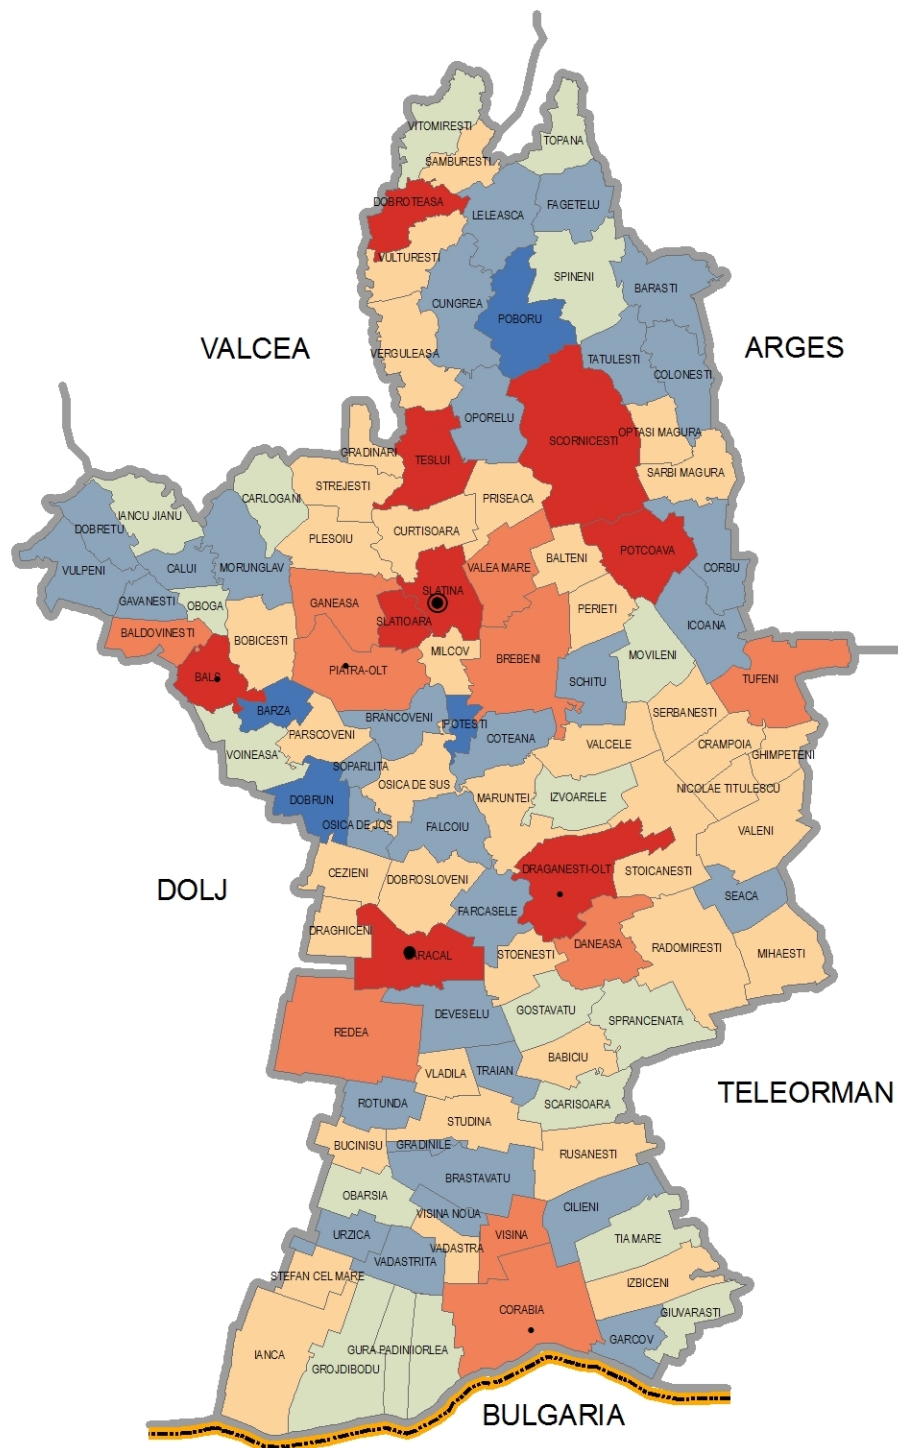 VITOMIRESTI
TOPANA
SAMBURESTI
DOBROTEASA
FAGETELU
LELEASCA
VULTURESTI
SPINENI
BARASTI
CUNGREA
POBORU
VALCEA
ARGES
VERGULEASA
TATULESTI
COLONESTI
OPORELU
OPTASI MAGURA
SCORNICESTI
GRADINARI
TESLUI
SARBI MAGURA
STREJESTI
CARLOGANI
PRISEACA
IANCU JIANU
DOBRETU
CURTISOARA
PLESOIU
POTCOAVA
BALTENI
VULPENI
CALUI
MORUNGLAV
VALEA MARE
CORBU
SLATINA
GAVANESTI
OBOGA
GANEASA
PERIETI
SLATIOARA
ICOANA
BALDOVINESTI
BOBICESTI
MILCOV
BREBENI
MOVILENI
BALS
PIATRA-OLT
SCHITU
TUFENI
BARZA
BRANCOVENI
IPOTESTI
SERBANESTI
PARSCOVENI
COTEANA
VALCELE
CRAMPOIA
VOINEASA
GHIMPETENI
SOPARLITA
OSICA DE SUS
NICOLAE TITULESCU
DOBRUN
MARUNTEI
IZVOARELE
OSICA DE JOS
FALCOIU
VALENI
CEZIENI
DRAGANESTI-OLT
STOICANESTI
DOBROSLOVENI
DOLJ
SEACA
FARCASELE
DRAGHICENI
DANEASA
RADOMIRESTI
CARACAL
STOENESTI
MIHAESTI
GOSTAVATU
DEVESELU
SPRANCENATA
REDEA
BABICIU
TRAIAN
VLADILA
TELEORMAN
ROTUNDA
SCARISOARA
STUDINA
BUCINISU
GRADINILE
RUSANESTI
BRASTAVATU
OBARSIA
CILIENI
VISINA NOUA
URZICA
VISINA
TIA MARE
VADASTRA
VADASTRITA
STEFAN CEL MARE
IZBICENI
CORABIA
GIUVARASTI
GARCOV
GURA PADINII
ORLEA
IANCA
GROJDIBODU
BULGARIA